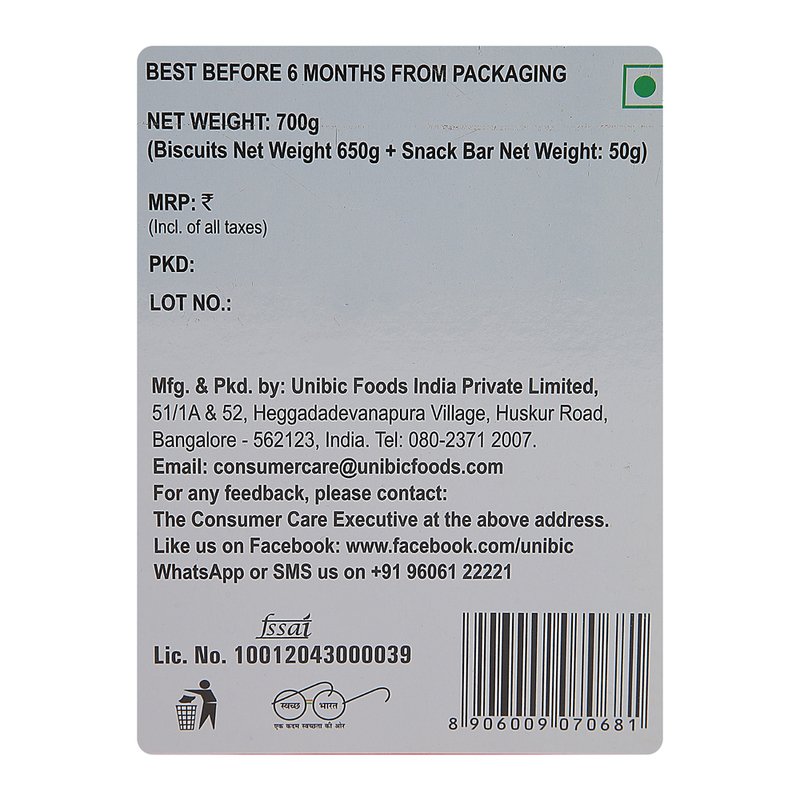 BEST BEFORE 6 MONTHS FROM PACKAGING
NET WEIGHT: 700g
(Biscuits Net Weight 650g + Snack Bar Net Weight: 50g)
MRP: ₹
(Incl. of all taxes)
PKD:
LOT NO.:
Mfg. & Pkd. by: Unibic Foods India Private Limited,
51/1A & 52, Heggadadevanapura Village, Huskur Road,
Bangalore - 562123, India. Tel: 080-2371 2007.
Email: consumercare@unibicfoods.com
For any feedback, please contact:
The Consumer Care Executive at the above address.
Like us on Facebook: www.facebook.com/unibic
WhatsApp or SMS us on +91 96061 22221
fssai
Lic. No. 10012043000039
स्वच्छ भारत
एक कदम स्वच्छता की ओर
8 906009 070681